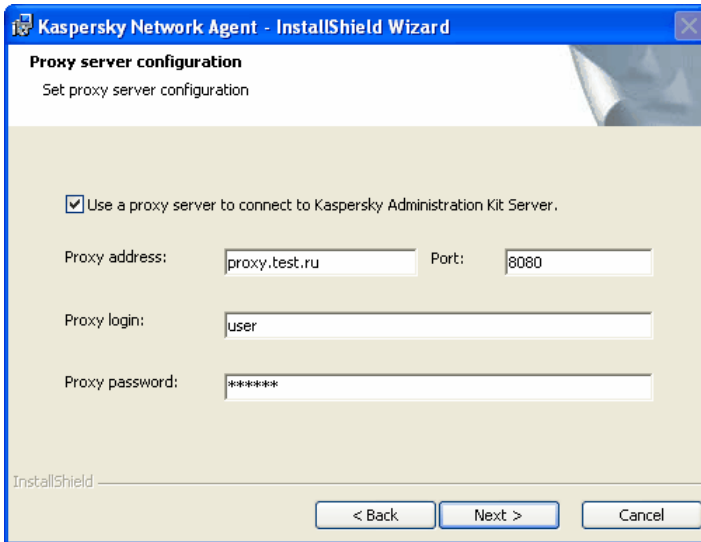 Kaspersky Network Agent - InstallShield Wizard
Proxy server configuration
Set proxy server configuration
Use a proxy server to connect to Kaspersky Administration Kit Server.
Proxy address: proxy.test.ru Port: 8080
Proxy login: user
Proxy password: ******
InstallShield
< Back Next > Cancel